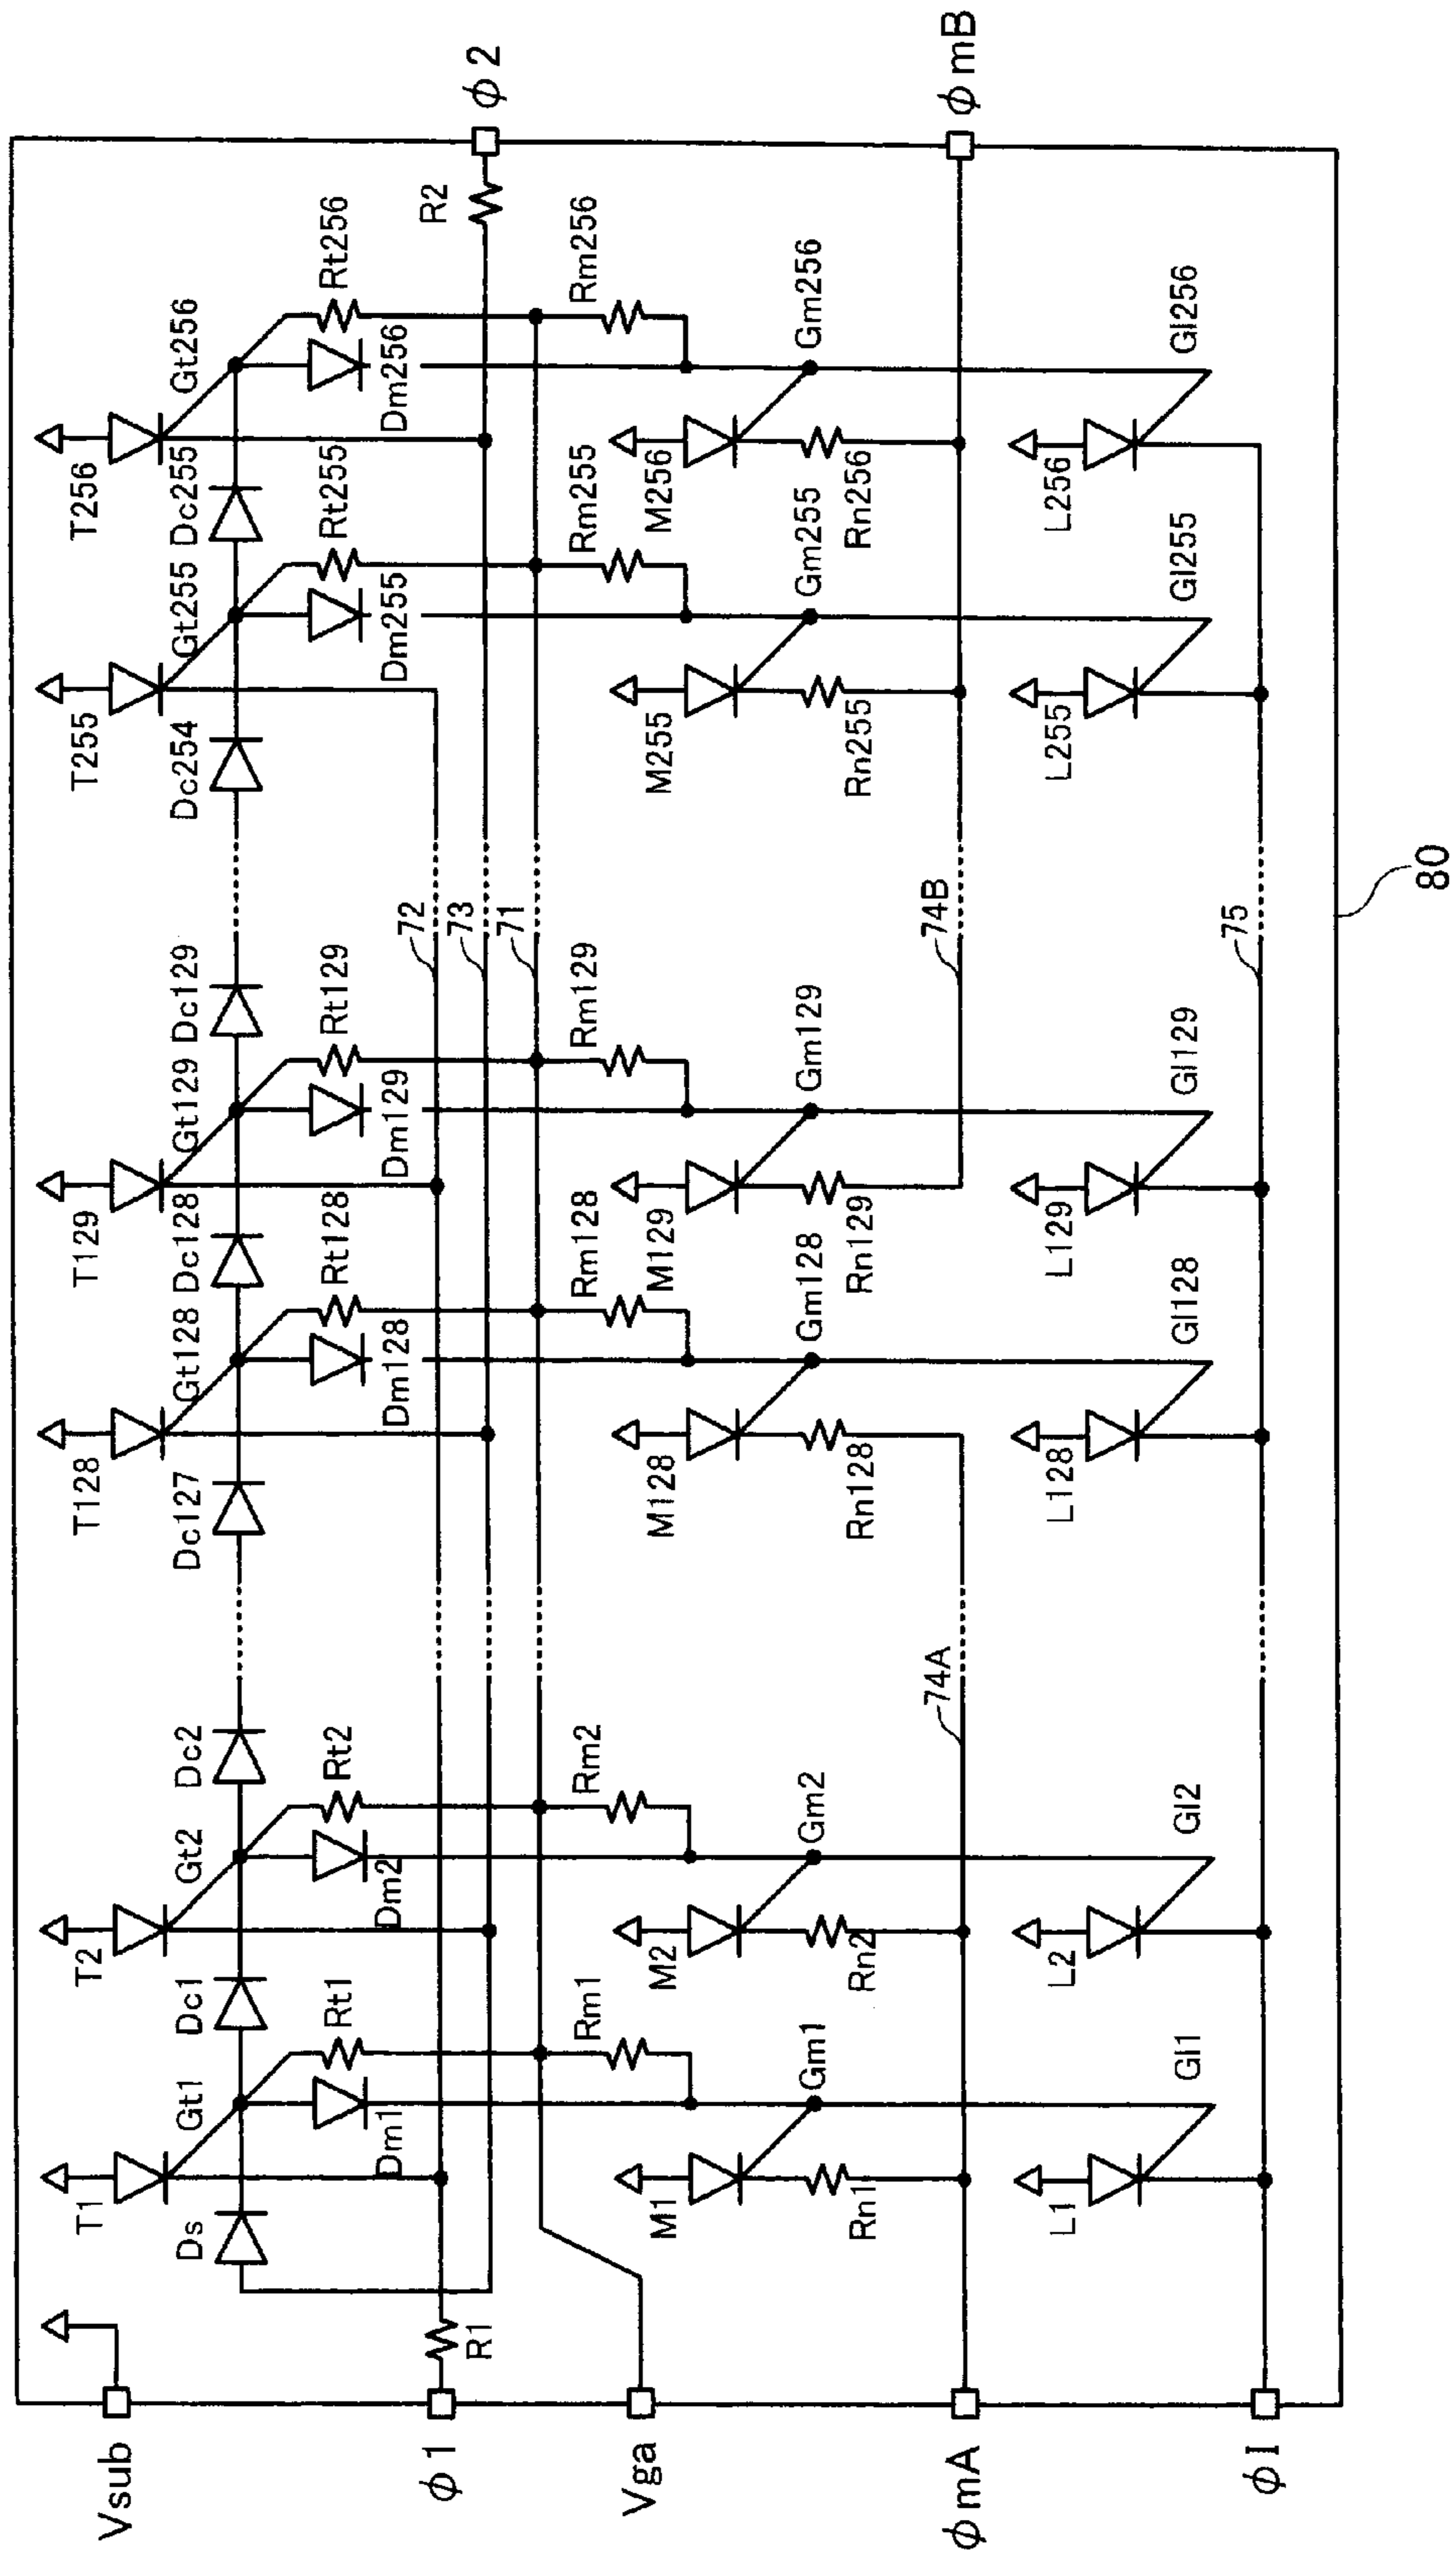 Vsub
φ1
Vga
φmA
φI
φ2
φmB
T1
T2
T128
T129
T255
T256
Ds
Gt1
Dc1
Gt2
Dc2
Dc127
Gt128
Dc128
Gt129
Dc129
Dc254
Gt255
Dc255
Gt256
Rt1
Rt2
Rt128
Rt129
Rt255
Rt256
Dm1
Dm2
Dm128
Dm129
Dm255
Dm256
R1
R2
72
73
71
Rm1
Rm2
Rm128
Rm129
Rm255
Rm256
M1
M2
M128
M129
M255
M256
Gm1
Gm2
Gm128
Gm129
Gm255
Gm256
Rn1
Rn2
Rn128
Rn129
Rn255
Rn256
74A
74B
L1
L2
L128
L129
L255
L256
Gl1
Gl2
Gl128
Gl129
Gl255
Gl256
75
80